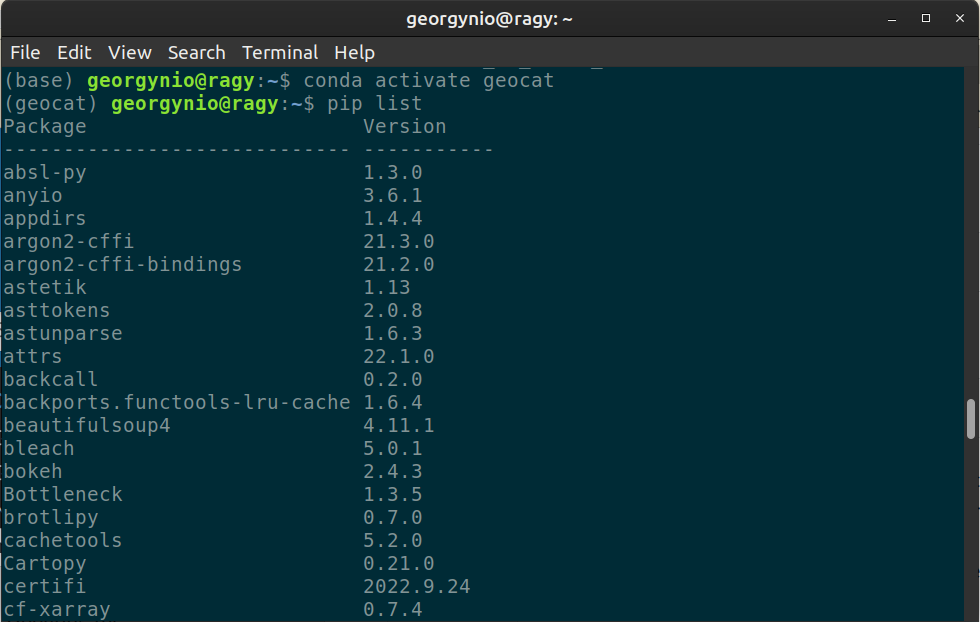 georgynio@ragy: ~
File Edit View Search Terminal Help
(base) georgynio@ragy:~$ conda activate geocat
(geocat) georgynio@ragy:~$ pip list
Package                       Version
----------------------------- -----------
absl-py                       1.3.0
anyio                         3.6.1
appdirs                       1.4.4
argon2-cffi                   21.3.0
argon2-cffi-bindings          21.2.0
astetik                       1.13
asttokens                     2.0.8
astunparse                    1.6.3
attrs                         22.1.0
backcall                      0.2.0
backports.functools-lru-cache 1.6.4
beautifulsoup4                4.11.1
bleach                        5.0.1
bokeh                         2.4.3
Bottleneck                    1.3.5
brotlipy                      0.7.0
cachetools                    5.2.0
Cartopy                       0.21.0
certifi                       2022.9.24
cf-xarray                     0.7.4